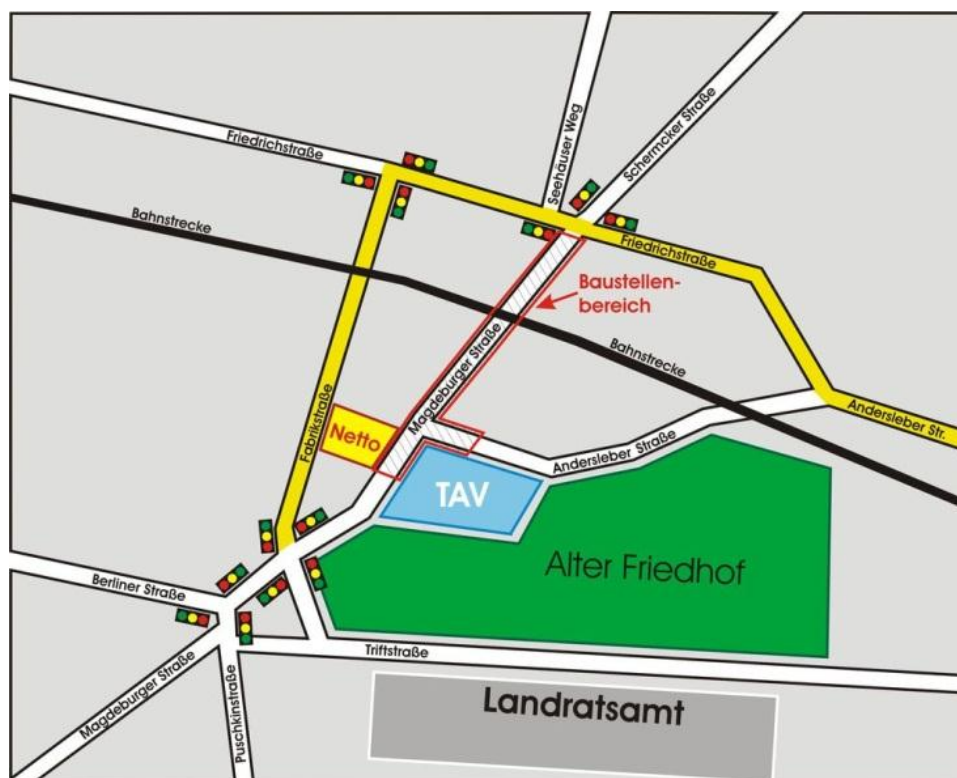 Friedrichstraße
Seehäuser Weg
Schermcker Straße
Bahnstrecke
Friedrichstraße
Baustellen-
bereich
Magdeburger Straße
Bahnstrecke
Fabrikstraße
Netto
Andersleber Str.
Andersleber Straße
TAV
Alter Friedhof
Berliner Straße
Triftstraße
Magdeburger Straße
Puschkinstraße
Landratsamt